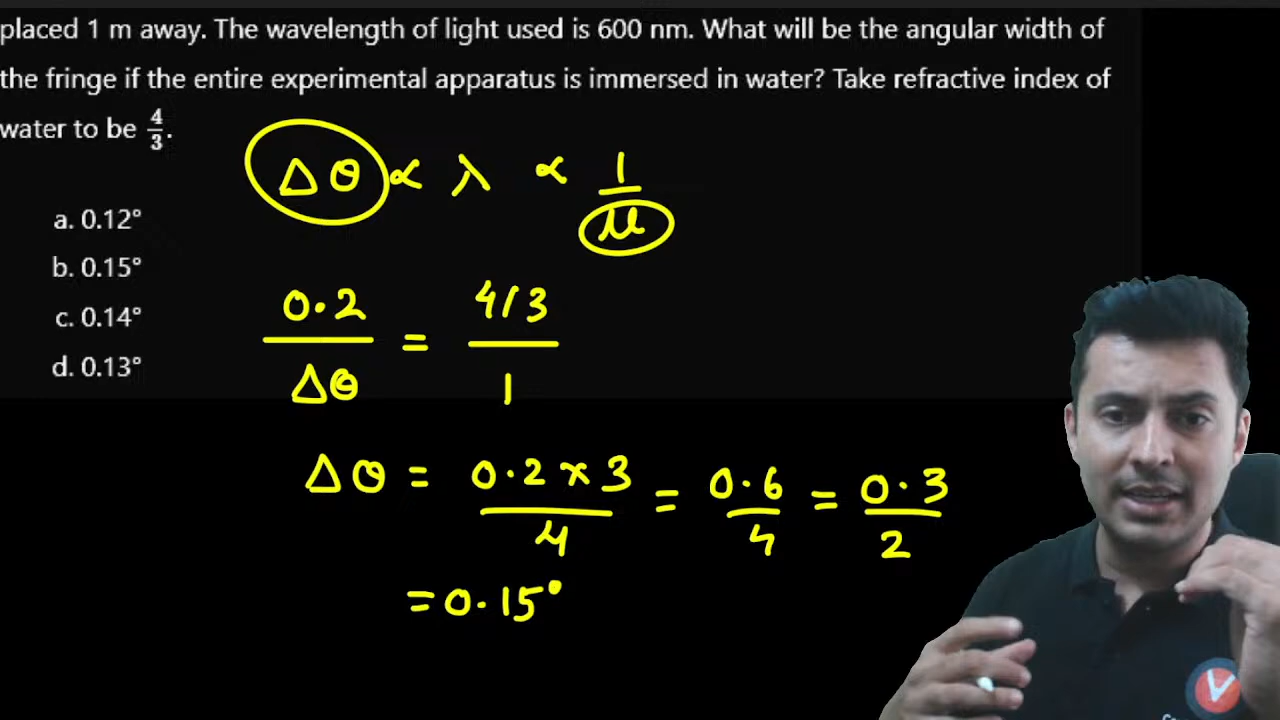 placed 1 m away. The wavelength of light used is 600 nm. What will be the angular width of
the fringe if the entire experimental apparatus is immersed in water? Take refractive index of
water to be 4/3.
Δθ ∝ λ ∝ 1/μ
a. 0.12°
b. 0.15°
c. 0.14°
d. 0.13°
0.2/Δθ = 4/3/1
Δθ = 0.2 × 3/4 = 0.6/4 = 0.3/2
= 0.15°
V